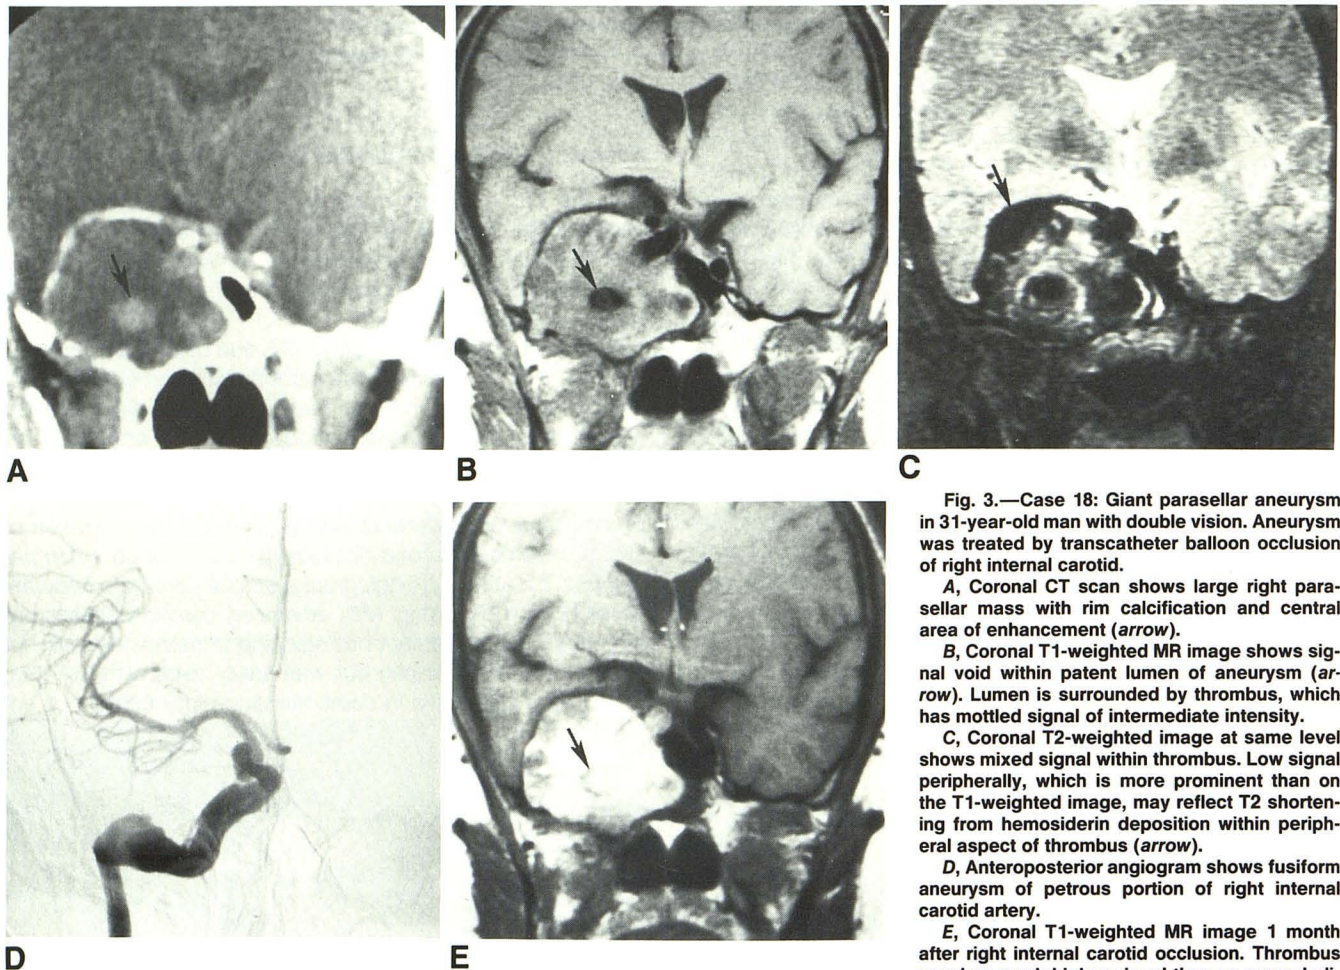 A
B
C
D
E
Fig. 3.—Case 18: Giant parasellar aneurysm
in 31-year-old man with double vision. Aneurysm
was treated by transcatheter balloon occlusion
of right internal carotid.
A, Coronal CT scan shows large right para-
sellar mass with rim calcification and central
area of enhancement (arrow).
B, Coronal T1-weighted MR image shows sig-
nal void within patent lumen of aneurysm (ar-
row). Lumen is surrounded by thrombus, which
has mottled signal of intermediate intensity.
C, Coronal T2-weighted image at same level
shows mixed signal within thrombus. Low signal
peripherally, which is more prominent than on
the T1-weighted image, may reflect T2 shorten-
ing from hemosiderin deposition within periph-
eral aspect of thrombus (arrow).
D, Anteroposterior angiogram shows fusiform
aneurysm of petrous portion of right internal
carotid artery.
E, Coronal T1-weighted MR image 1 month
after right internal carotid occlusion. Thrombus